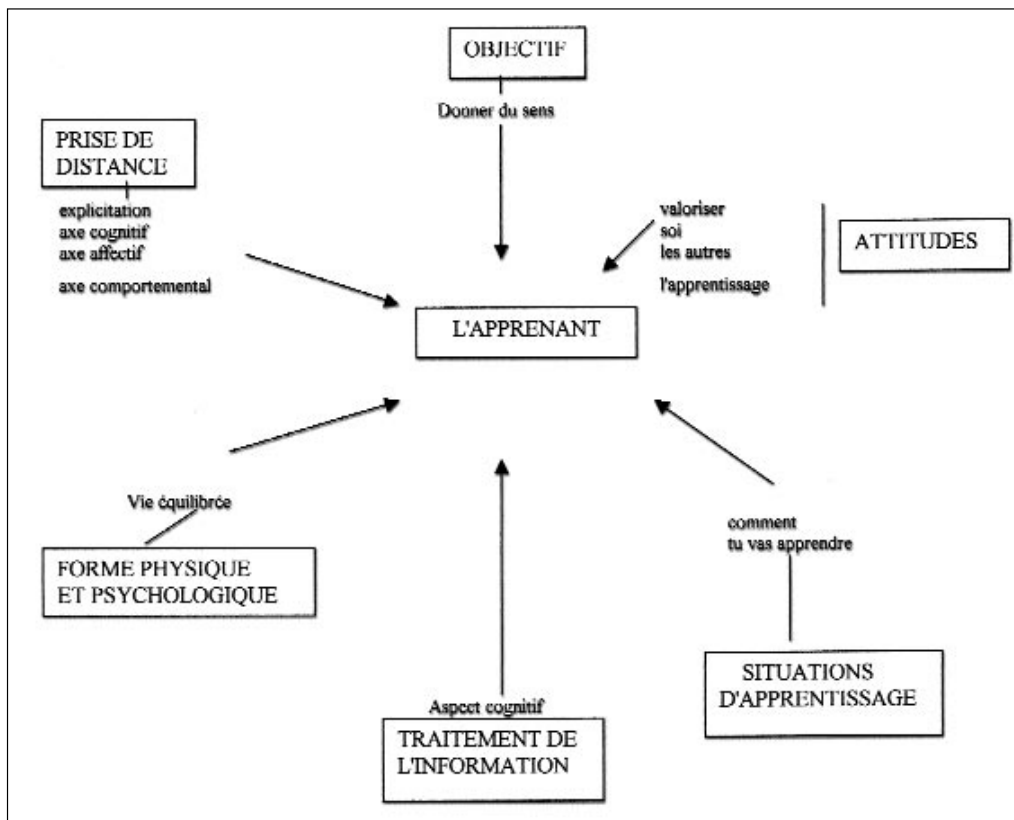 OBJECTIF
Donner du sens
PRISE DE
DISTANCE
explicitation
axe cognitif
axe affectif
axe comportemental
valoriser
soi
les autres
l'apprentissage
ATTITUDES
L'APPRENANT
Vie équilibrée
FORME PHYSIQUE
ET PSYCHOLOGIQUE
comment
tu vas apprendre
SITUATIONS
D'APPRENTISSAGE
Aspect cognitif
TRAITEMENT DE
L'INFORMATION